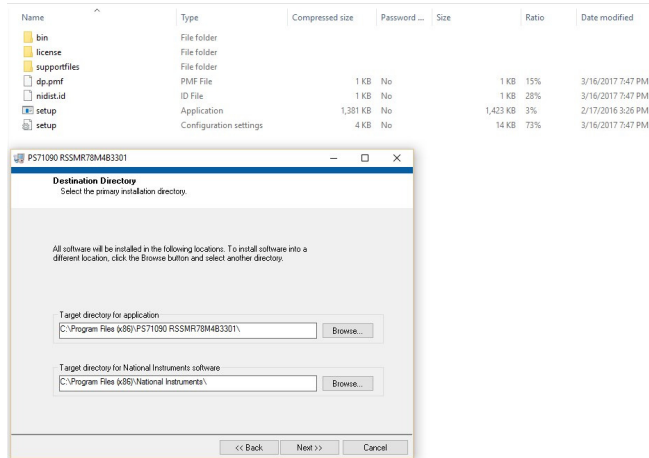 Name Type Compressed size Password ... Size Ratio Date modified
bin File folder
license File folder
supportfiles File folder
dp.pmf PMF File 1 KB No 1 KB 15% 3/16/2017 7:47 PM
nidist.id ID File 1 KB No 1 KB 28% 3/16/2017 7:47 PM
setup Application 1,381 KB No 1,423 KB 3% 2/17/2016 3:26 PM
setup Configuration settings 4 KB No 14 KB 73% 3/16/2017 7:47 PM
PS71090 RSSMR78M4B3301
Destination Directory
Select the primary installation directory.
All software will be installed in the following locations. To install software into a
different location, click the Browse button and select another directory.
Target directory for application
C:\Program Files (x86)\PS71090 RSSMR78M4B3301\ Browse...
Target directory for National Instruments software
C:\Program Files (x86)\National Instruments\ Browse...
<< Back Next >> Cancel